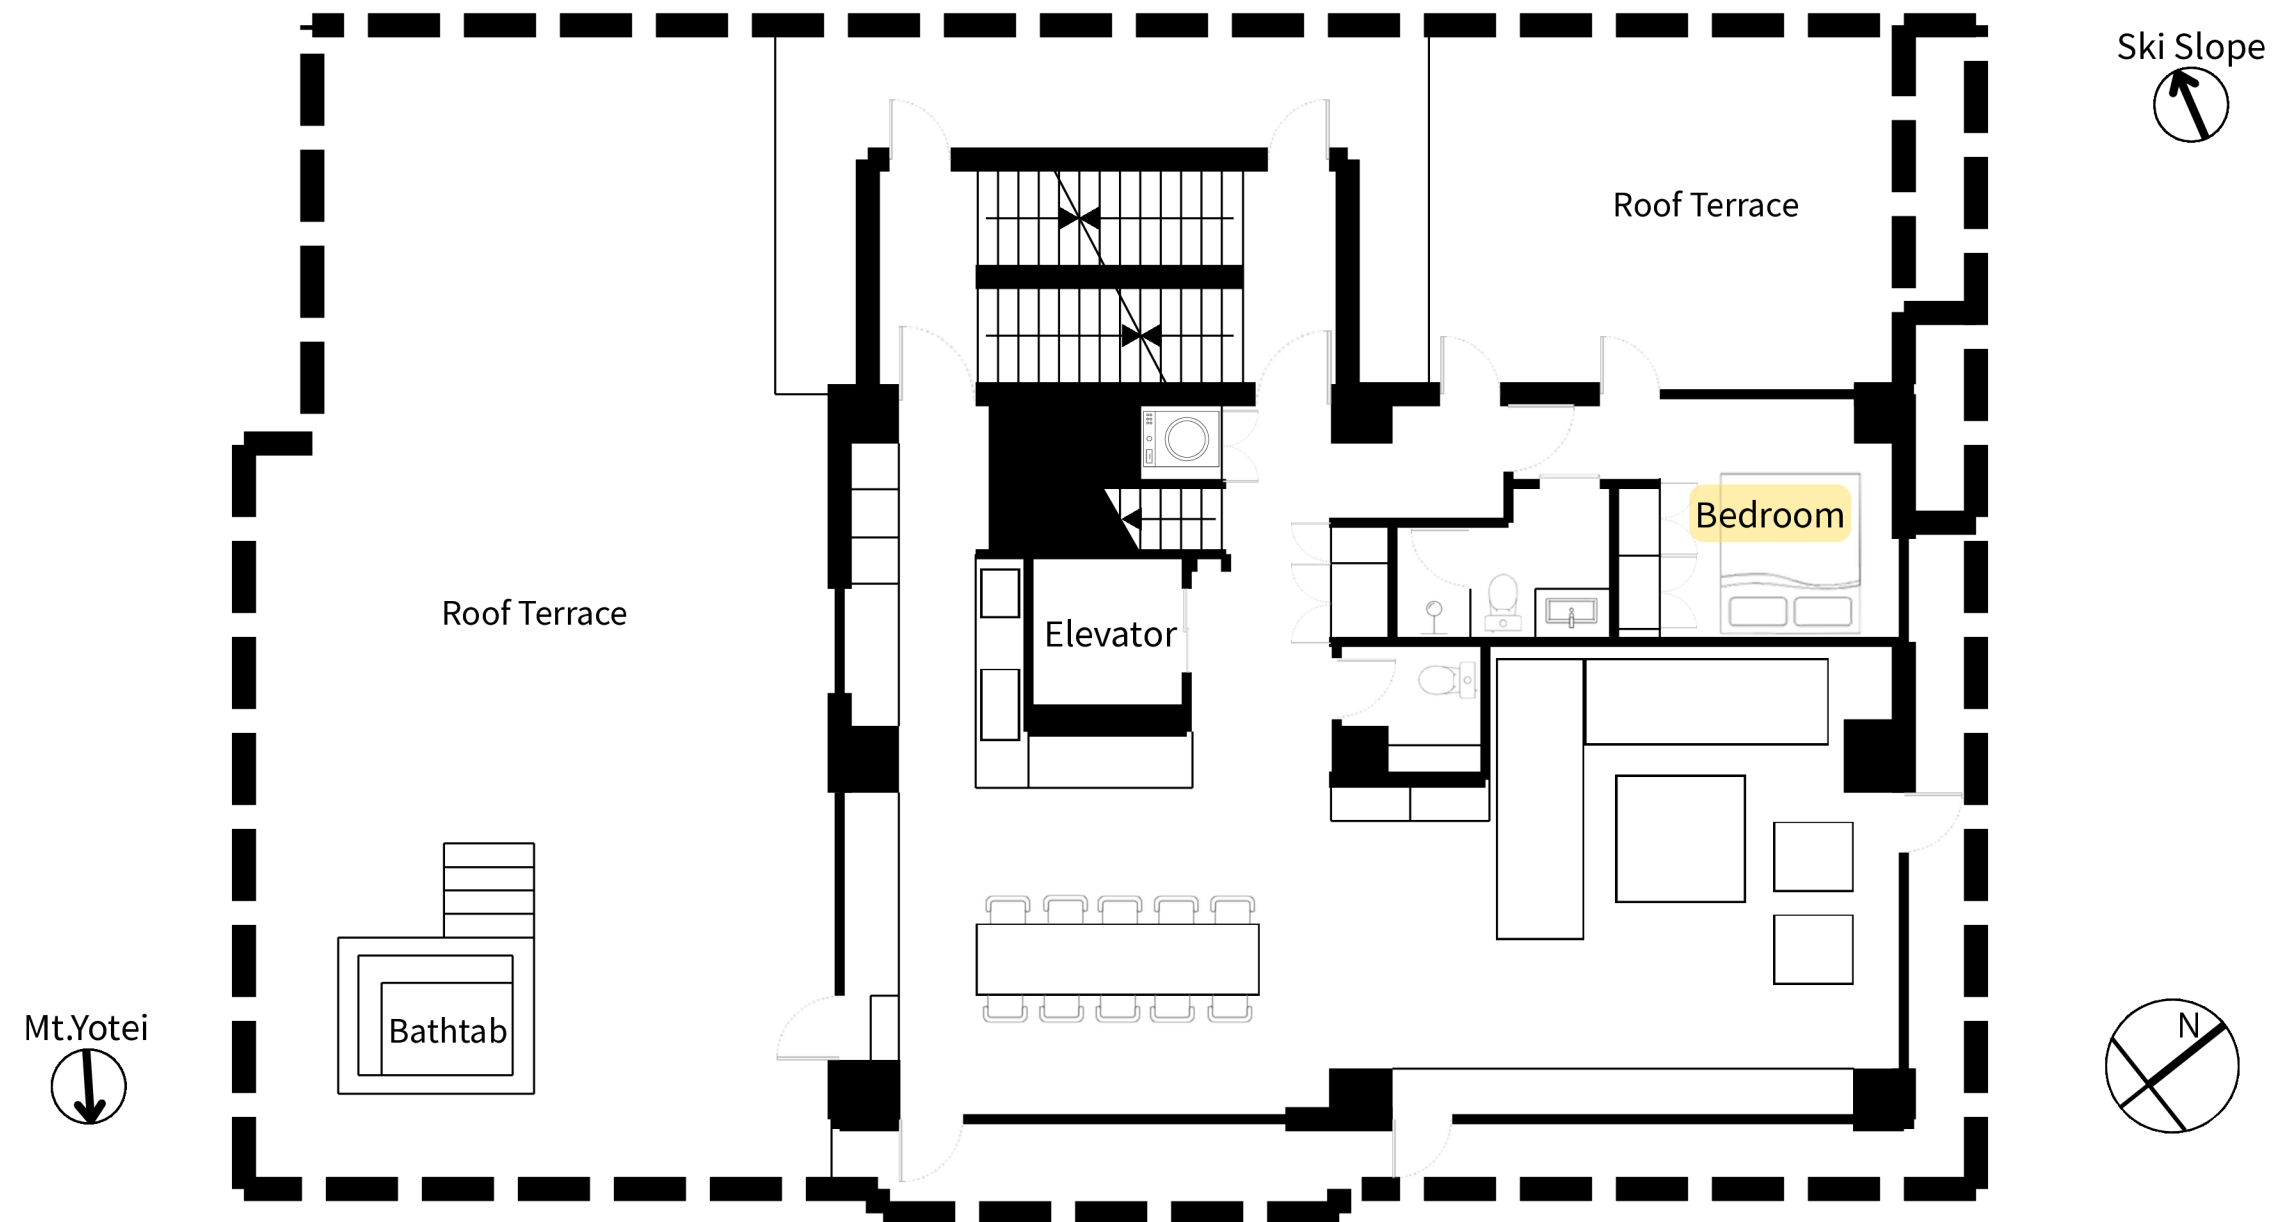 Ski Slope
Roof Terrace
Bedroom
Roof Terrace
Elevator
Mt.Yotei
Bathtab
N